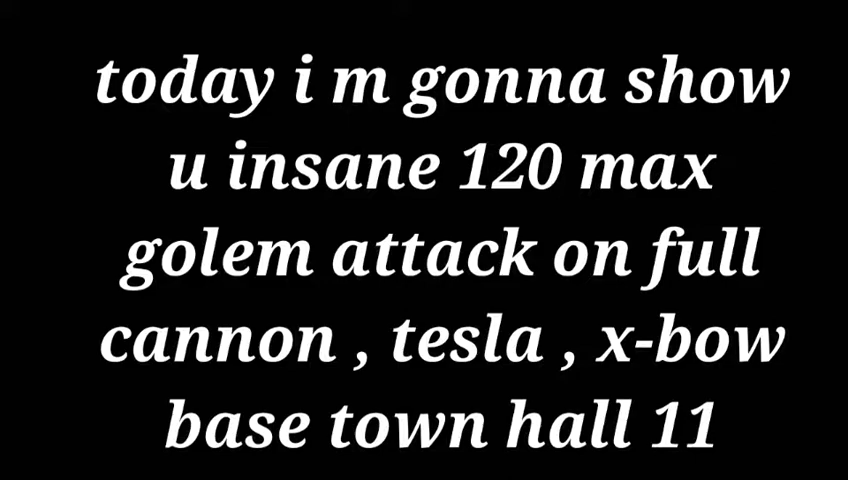 today i m gonna show
u insane 120 max
golem attack on full
cannon , tesla , x-bow
base town hall 11